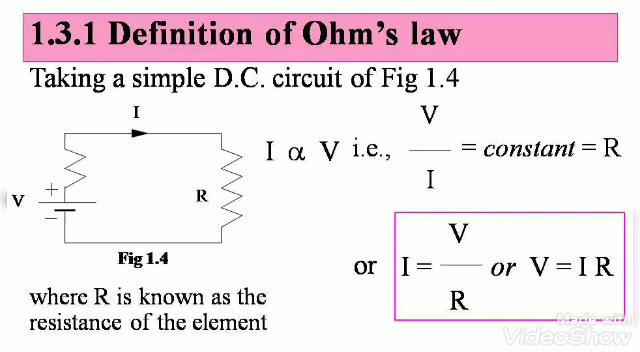 1.3.1 Definition of Ohm's law
Taking a simple D.C. circuit of Fig 1.4
I
V
+
−
R
Fig 1.4
I α V i.e., V / I = constant = R
or I = V / R or V = I R
where R is known as the
resistance of the element
Made with
VideoShow